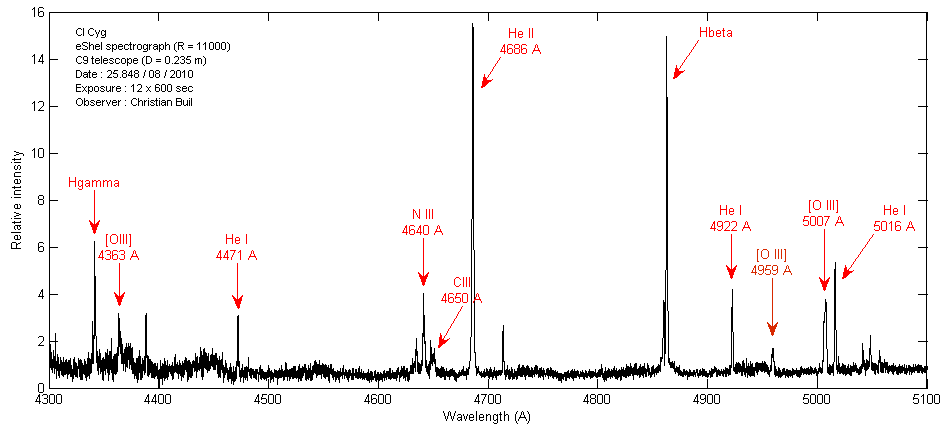 CI Cyg
eShel spectrograph (R = 11000)
C9 telescope (D = 0.235 m)
Date : 25.848 / 08 / 2010
Exposure : 12 x 600 sec
Observer : Christian Buil
He II
4686 A
Hbeta
Hgamma
[OIII]
4363 A
He I
4471 A
N III
4640 A
CIII
4650 A
He I
4922 A
[O III]
4959 A
[O III]
5007 A
He I
5016 A
Relative intensity
16
14
12
10
8
6
4
2
0
4300 4400 4500 4600 4700 4800 4900 5000 5100
Wavelength (A)